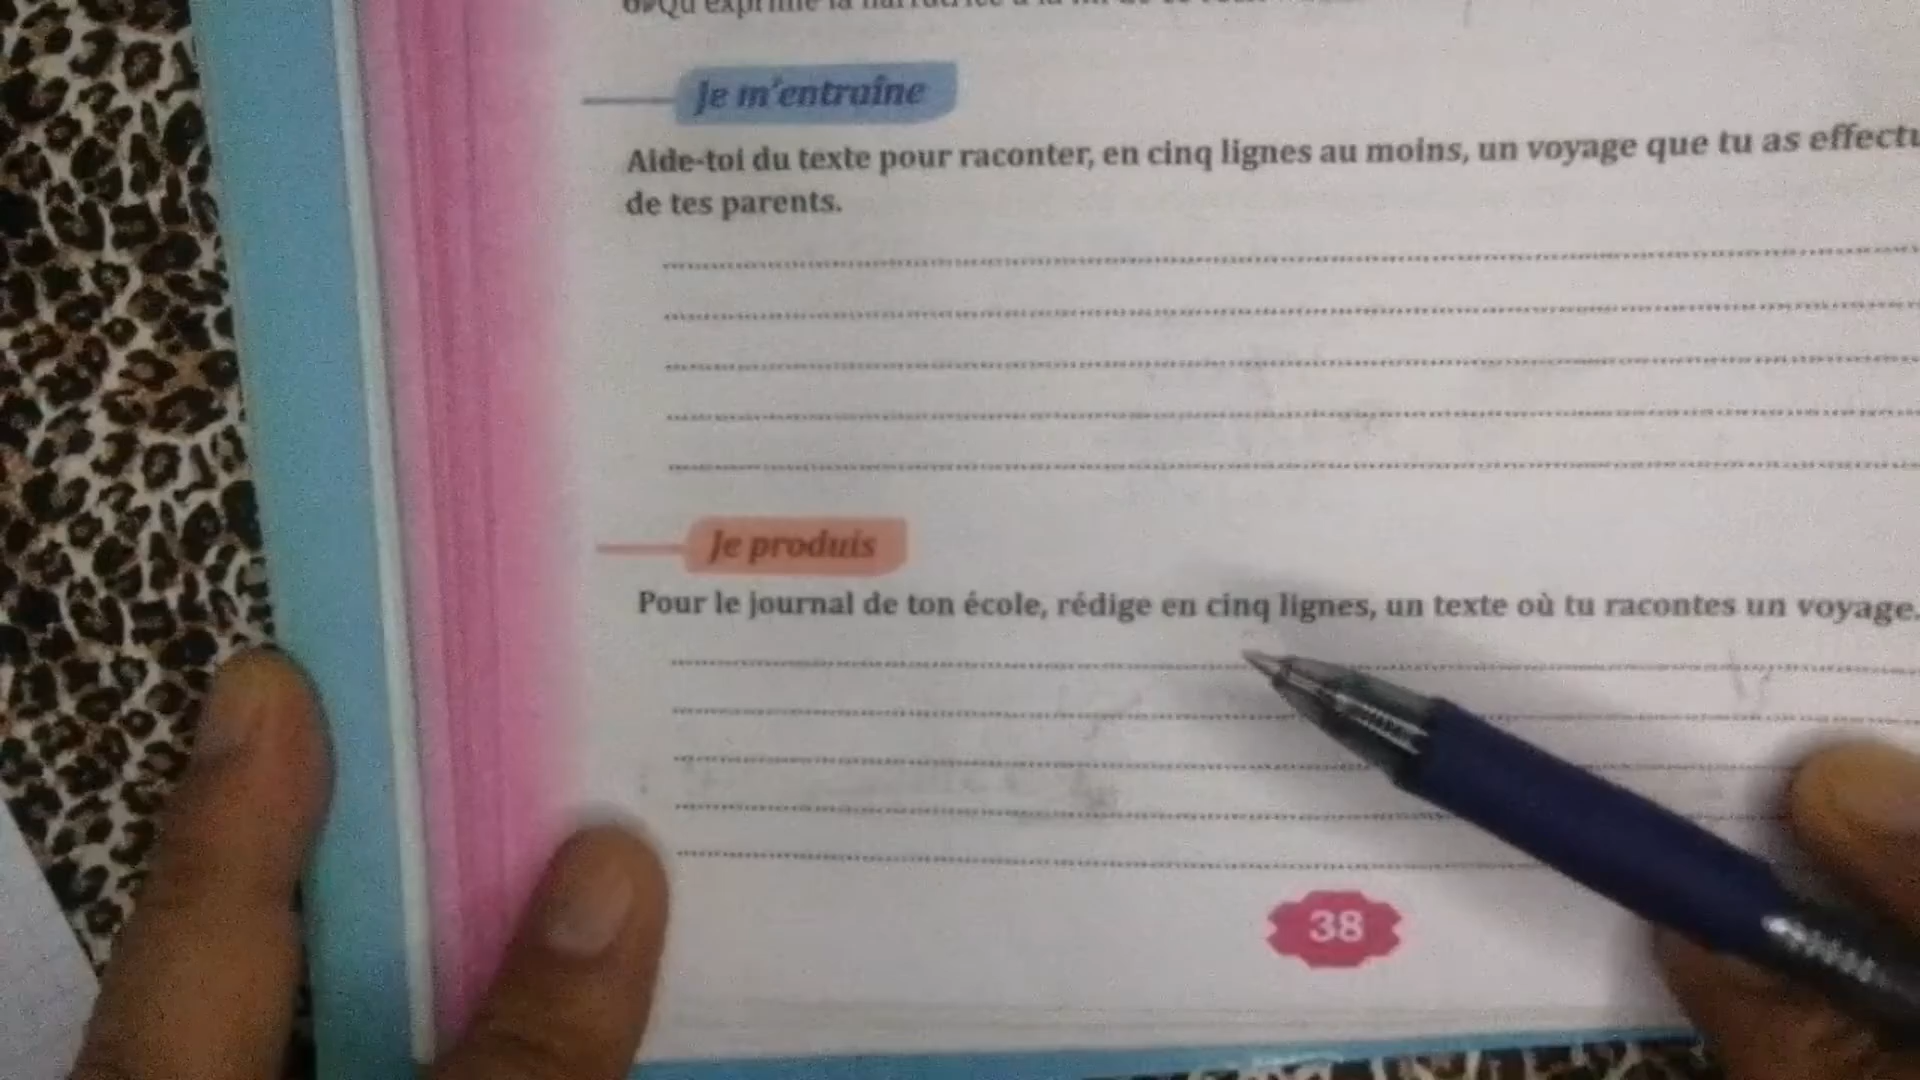 Je m'entraîne
Aide-toi du texte pour raconter, en cinq lignes au moins, un voyage que tu as effectu
de tes parents.
Je produis
Pour le journal de ton école, rédige en cinq lignes, un texte où tu racontes un voyage.
38